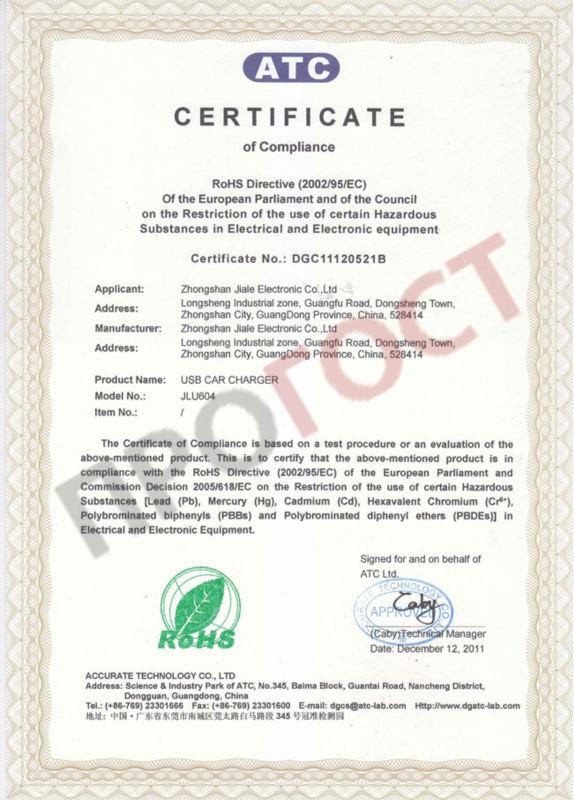 ATC
CERTIFICATE
of Compliance
RoHS Directive (2002/95/EC)
Of the European Parliament and of the Council
on the Restriction of the use of certain Hazardous
Substances in Electrical and Electronic equipment
Certificate No.: DGC11120521B
Applicant: Zhongshan Jiale Electronic Co.,Ltd
Address: Longsheng Industrial zone, Guangfu Road, Dongsheng Town,
Zhongshan City, GuangDong Province, China, 528414
Manufacturer: Zhongshan Jiale Electronic Co.,Ltd
Address: Longsheng Industrial zone, Guangfu Road, Dongsheng Town,
Zhongshan City, GuangDong Province, China, 528414
Product Name: USB CAR CHARGER
Model No.: JLU604
Item No.: /
The Certificate of Compliance is based on a test procedure or an evaluation of the
above-mentioned product. This is to certify that the above-mentioned product is in
compliance with the RoHS Directive (2002/95/EC) of the European Parliament and
Commission Decision 2005/618/EC on the Restriction of the use of certain Hazardous
Substances [Lead (Pb), Mercury (Hg), Cadmium (Cd), Hexavalent Chromium (Cr⁶⁺),
Polybrominated biphenyls (PBBs) and Polybrominated diphenyl ethers (PBDEs)] in
Electrical and Electronic Equipment.
ПРОГОСТ
Signed for and on behalf of
ATC Ltd.
TECHNOLOGY CO.
APPROVED
Caby
(Caby)Technical Manager
Date: December 12, 2011
RoHS
ACCURATE TECHNOLOGY CO., LTD
Address: Science & Industry Park of ATC, No.345, Baima Block, Guantai Road, Nancheng District,
Dongguan, Guangdong, China
Tel.: (+86-769) 23301666 Fax: (+86-769) 23301600 E-mail: dgcs@atc-lab.com Http://www.dgatc-lab.com
地址: 中国·广东省东莞市南城区莞太路白马路段 345 号冠准检测园